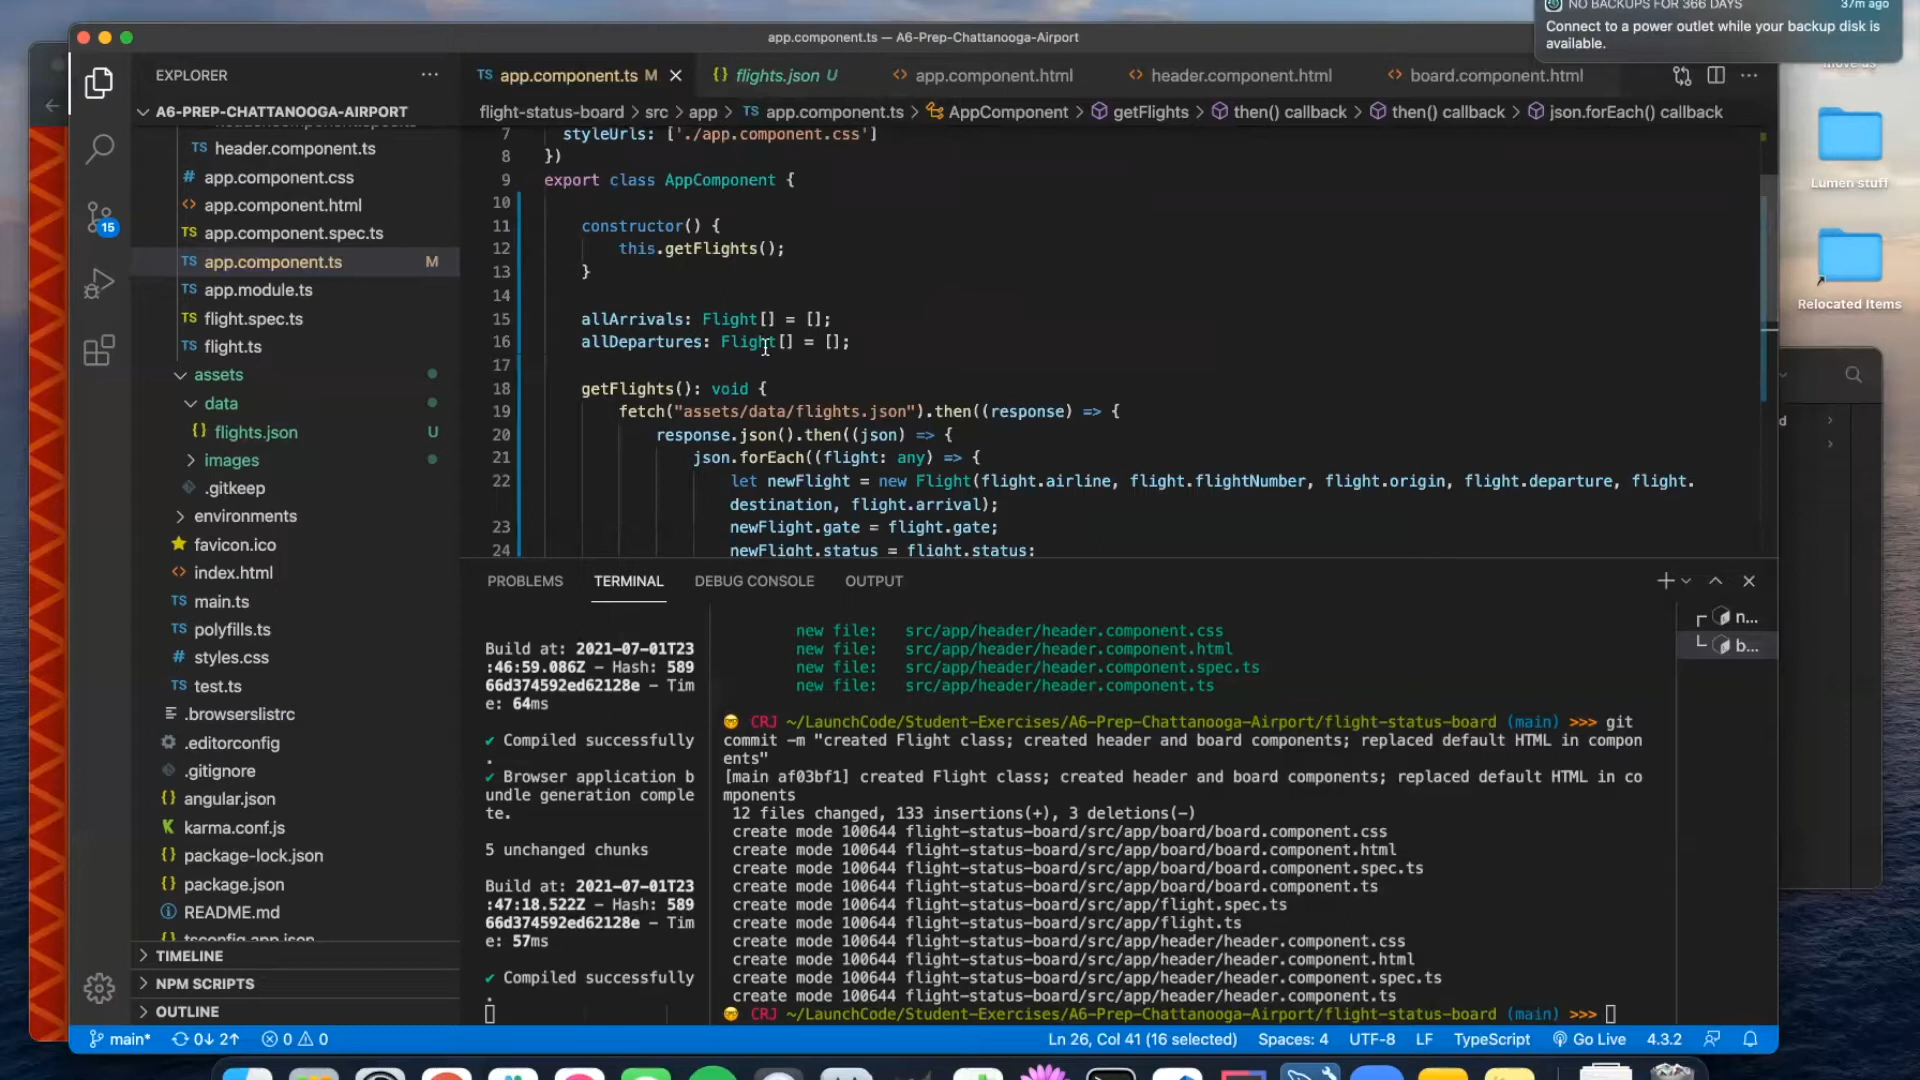 NO BACKUPS FOR 366 DAYS
37m ago
Connect to a power outlet while your backup disk is
available.
app.component.ts — A6-Prep-Chattanooga-Airport
EXPLORER
TS app.component.ts M
{} flights.json U
<> app.component.html
<> header.component.html
<> board.component.html
A6-PREP-CHATTANOOGA-AIRPORT
flight-status-board > src > app > TS app.component.ts > AppComponent > getFlights > then() callback > then() callback > json.forEach() callback
TS header.component.ts
# app.component.css
<> app.component.html
TS app.component.spec.ts
TS app.component.ts M
TS app.module.ts
TS flight.spec.ts
TS flight.ts
assets
data
{} flights.json U
images
.gitkeep
environments
favicon.ico
<> index.html
TS main.ts
TS polyfills.ts
# styles.css
TS test.ts
.browserslistrc
.editorconfig
.gitignore
{} angular.json
K karma.conf.js
{} package-lock.json
{} package.json
README.md
tsconfig.app.json
TIMELINE
NPM SCRIPTS
OUTLINE
15
7 styleUrls: ['./app.component.css']
8 })
9 export class AppComponent {
10
11 constructor() {
12 this.getFlights();
13 }
14
15 allArrivals: Flight[] = [];
16 allDepartures: Flight[] = [];
17
18 getFlights(): void {
19 fetch("assets/data/flights.json").then((response) => {
20 response.json().then((json) => {
21 json.forEach((flight: any) => {
22 let newFlight = new Flight(flight.airline, flight.flightNumber, flight.origin, flight.departure, flight.
destination, flight.arrival);
23 newFlight.gate = flight.gate;
24 newFlight.status = flight.status;
PROBLEMS
TERMINAL
DEBUG CONSOLE
OUTPUT
Build at: 2021-07-01T23
:46:59.086Z - Hash: 589
66d374592ed62128e - Tim
e: 64ms
✔ Compiled successfully
.
✔ Browser application b
undle generation comple
te.
5 unchanged chunks
Build at: 2021-07-01T23
:47:18.522Z - Hash: 589
66d374592ed62128e - Tim
e: 57ms
✔ Compiled successfully
.
new file: src/app/header/header.component.css
new file: src/app/header/header.component.html
new file: src/app/header/header.component.spec.ts
new file: src/app/header/header.component.ts
CRJ ~/LaunchCode/Student-Exercises/A6-Prep-Chattanooga-Airport/flight-status-board (main) >>> git
commit -m "created Flight class; created header and board components; replaced default HTML in compon
ents"
[main af03bf1] created Flight class; created header and board components; replaced default HTML in co
mponents
12 files changed, 133 insertions(+), 3 deletions(-)
create mode 100644 flight-status-board/src/app/board/board.component.css
create mode 100644 flight-status-board/src/app/board/board.component.html
create mode 100644 flight-status-board/src/app/board/board.component.spec.ts
create mode 100644 flight-status-board/src/app/board/board.component.ts
create mode 100644 flight-status-board/src/app/flight.spec.ts
create mode 100644 flight-status-board/src/app/flight.ts
create mode 100644 flight-status-board/src/app/header/header.component.css
create mode 100644 flight-status-board/src/app/header/header.component.html
create mode 100644 flight-status-board/src/app/header/header.component.spec.ts
create mode 100644 flight-status-board/src/app/header/header.component.ts
CRJ ~/LaunchCode/Student-Exercises/A6-Prep-Chattanooga-Airport/flight-status-board (main) >>>
n...
b...
Lumen stuff
Relocated Items
main*
0↓ 2↑
0
0
Ln 26, Col 41 (16 selected)
Spaces: 4
UTF-8
LF
TypeScript
Go Live
4.3.2